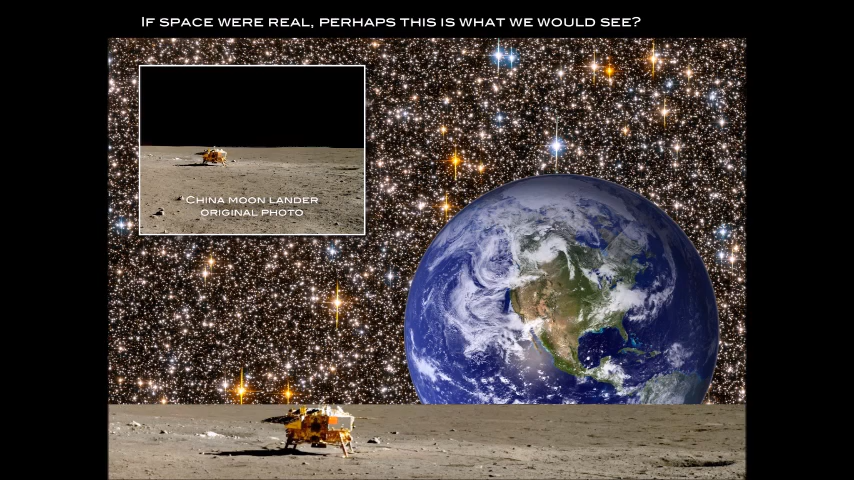 If space were real, perhaps this is what we would see?
*China moon lander
original photo